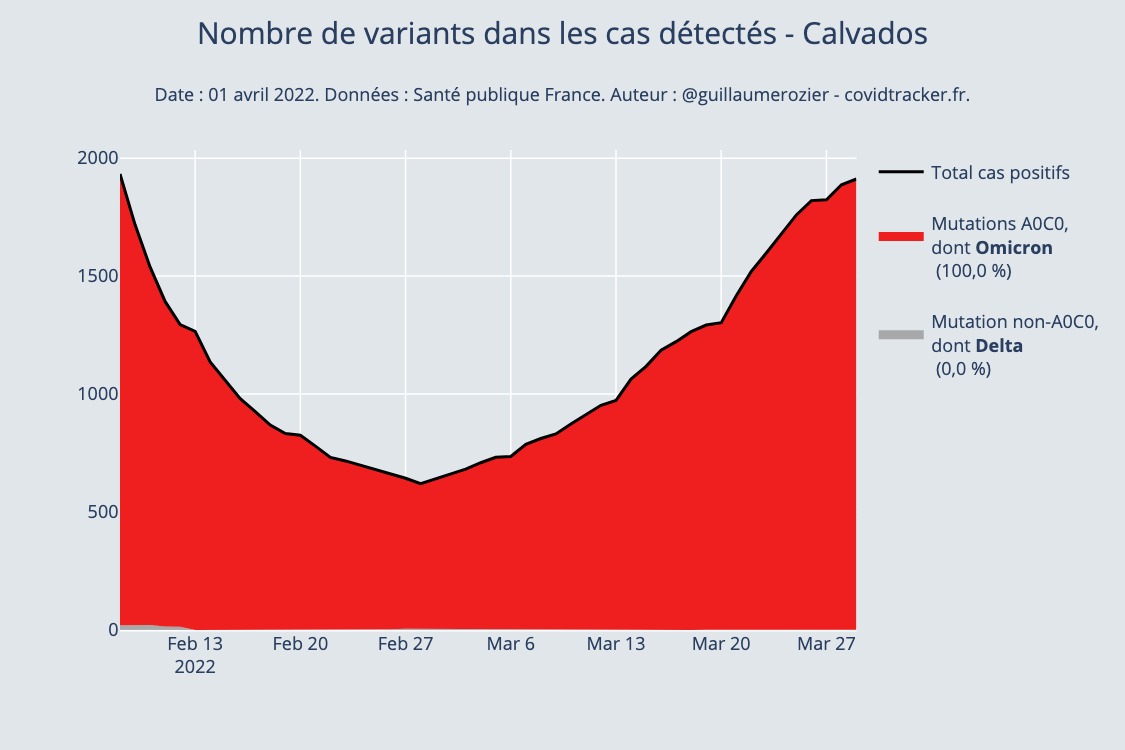 Nombre de variants dans les cas détectés - Calvados
Date : 01 avril 2022. Données : Santé publique France. Auteur : @guillaumerozier - covidtracker.fr.
2000
1500
1000
500
0
Feb 13
2022
Feb 20
Feb 27
Mar 6
Mar 13
Mar 20
Mar 27
Total cas positifs
Mutations A0C0,
dont Omicron
(100,0 %)
Mutation non-A0C0,
dont Delta
(0,0 %)